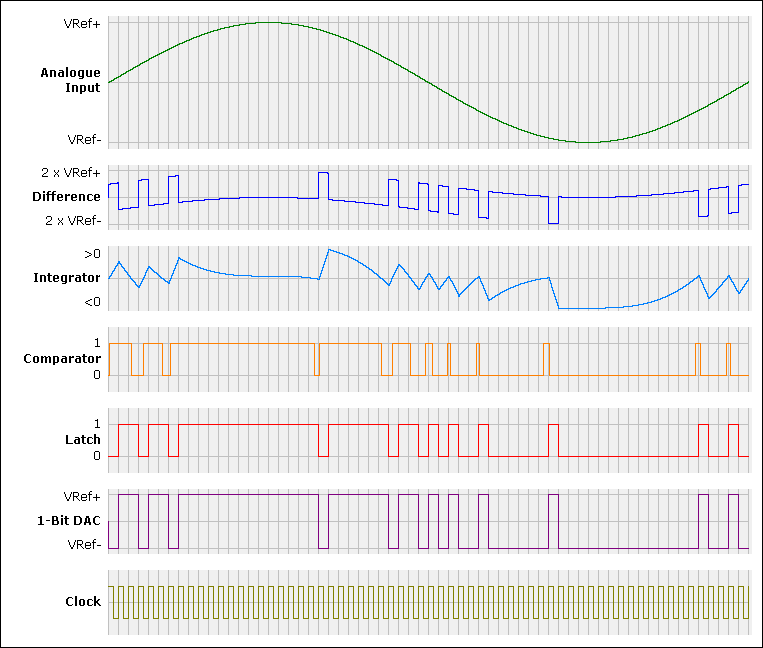 VRef+
Analogue
Input
VRef-
2 x VRef+
Difference
2 x VRef-
>0
Integrator
<0
1
Comparator
0
1
Latch
0
VRef+
1-Bit DAC
VRef-
Clock